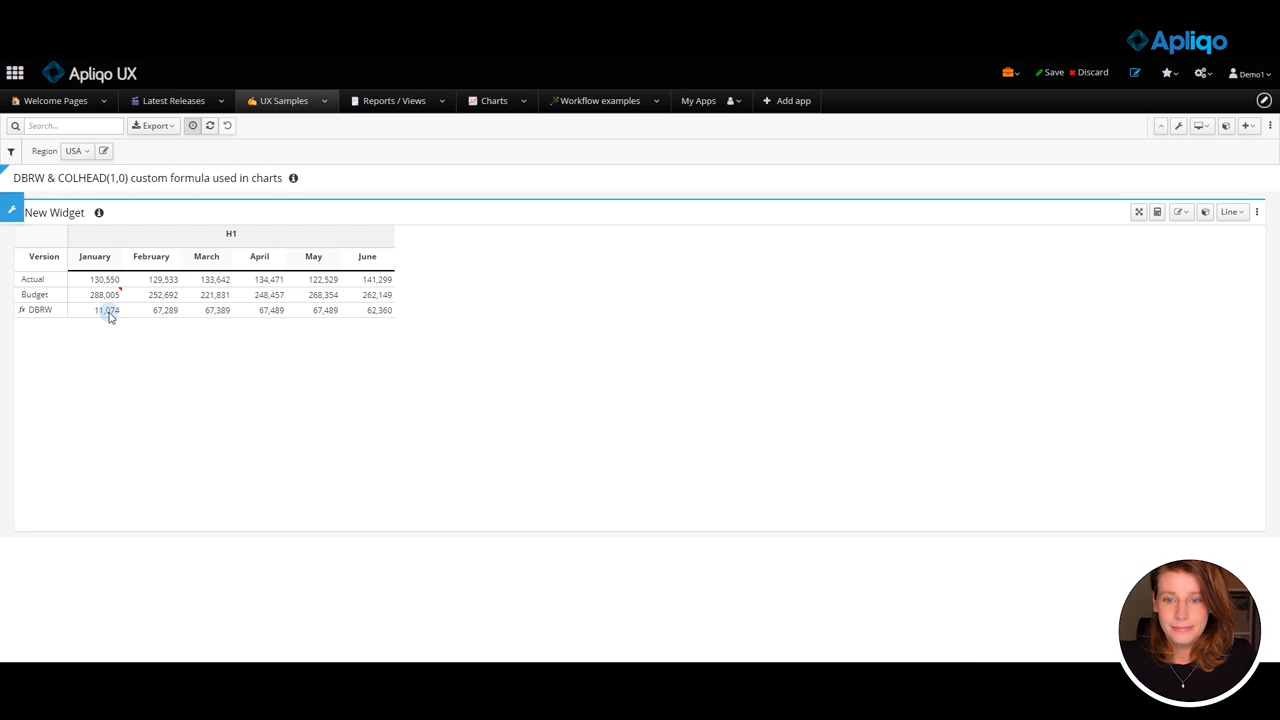 Apliqo
Apliqo UX
Save Discard Demo1
Welcome Pages Latest Releases UX Samples Reports / Views Charts Workflow examples My Apps Add app
Search... Export
Region USA
DBRW & COLHEAD(1,0) custom formula used in charts
New Widget Line
H1
Version January February March April May June
Actual 130,550 129,533 133,642 134,471 122,529 141,299
Budget 288,005 252,692 221,831 248,457 268,354 262,149
fx DBRW 11,074 67,289 67,389 67,489 67,489 62,360